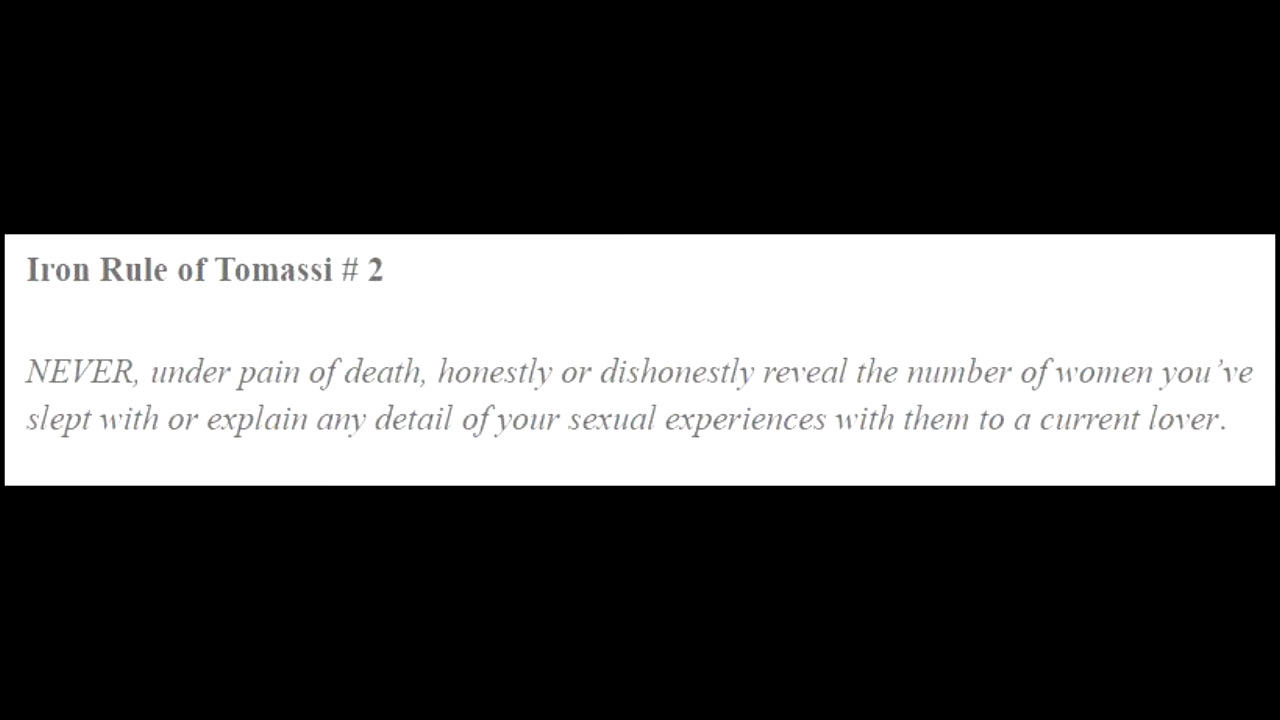 Iron Rule of Tomassi # 2
NEVER, under pain of death, honestly or dishonestly reveal the number of women you’ve
slept with or explain any detail of your sexual experiences with them to a current lover.